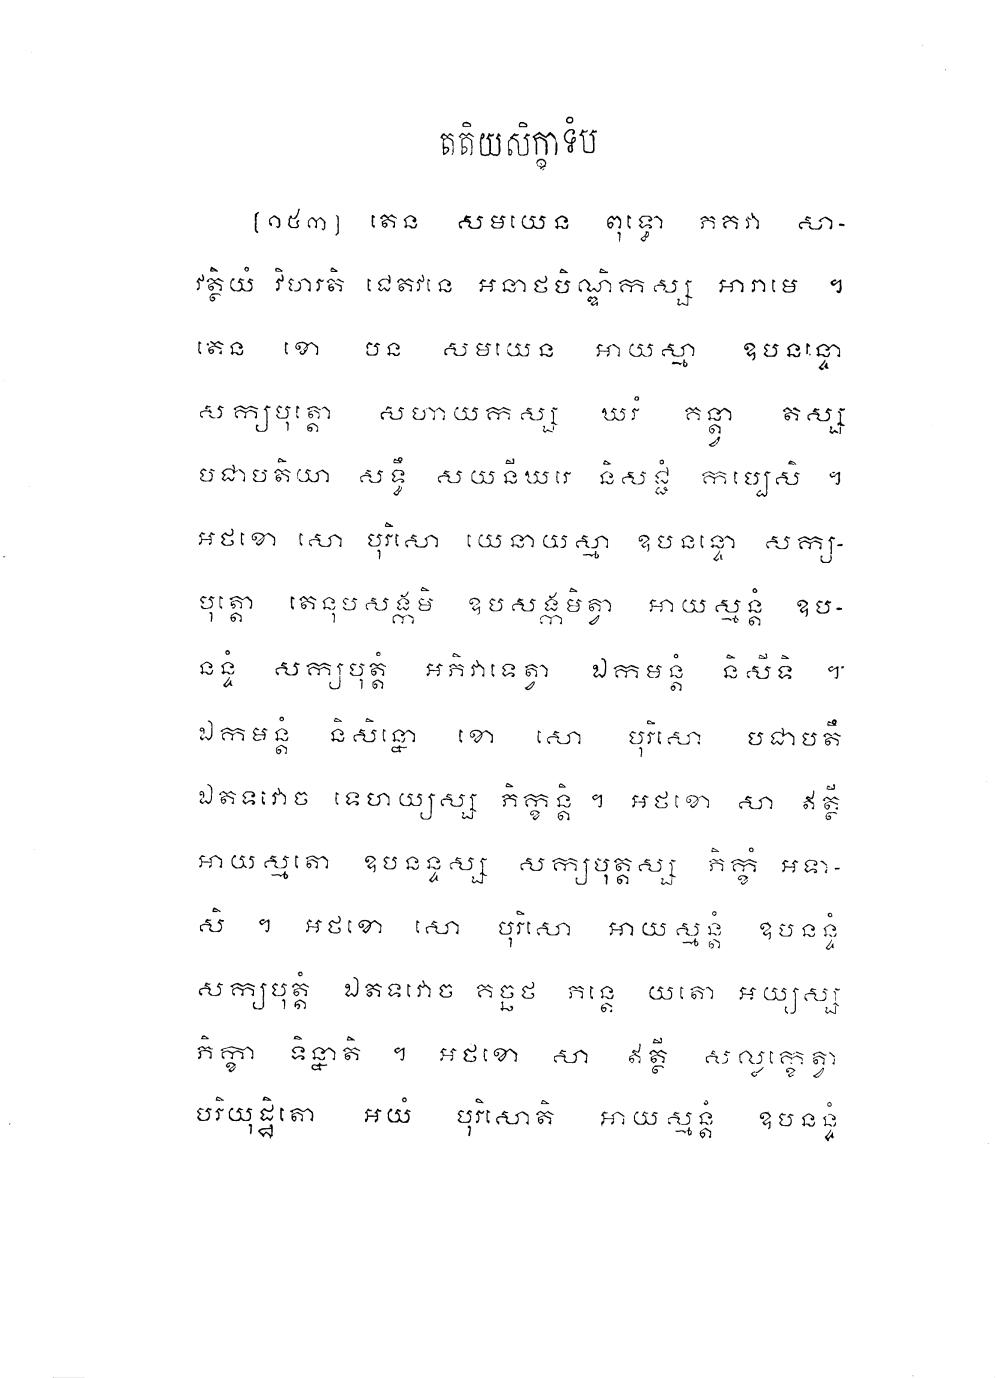 តតិយសិក្ខាទំប
[១៥៣] តេន សមយេន ពុទ្ធោ ភគវា សា-
វត្ថិយំ វិហរតិ ជេតវនេ អនាថបិណ្ឌិកស្ស អារាមេ ។
តេន ខោ បន សមយេន អាយស្មា ឧបនន្ទោ
សក្យបុត្តោ សហាយកស្ស ឃរំ គន្ត្វា តស្ស
បជាបតិយា សទ្ធឹ សយនីឃរេ និសជ្ជំ កប្បេសិ ។
អថខោ សោ បុរិសោ យេនាយស្មា ឧបនន្ទោ សក្យ-
បុត្តោ តេនុបសង្កមិ ឧបសង្កមិត្វា អាយស្មន្តំ ឧប-
នន្ទំ សក្យបុត្តំ អភិវាទេត្វា ឯកមន្តំ និសីទិ ។
ឯកមន្តំ និសិន្នោ ខោ សោ បុរិសោ បជាបតឹ
ឯតទវោច ទេហយ្យស្ស ភិក្ខន្តិ ។ អថខោ សា ឥត្ថី
អាយស្មតោ ឧបនន្ទស្ស សក្យបុត្តស្ស ភិក្ខំ អទា-
សិ ។ អថខោ សោ បុរិសោ អាយស្មន្តំ ឧបនន្ទំ
សក្យបុត្តំ ឯតទវោច គច្ឆថ ភន្តេ យតោ អយ្យស្ស
ភិក្ខា ទិន្នាតិ ។ អថខោ សា ឥត្ថី សល្លក្ខេត្វា
បរិយុដ្ឋិតោ អយំ បុរិសោតិ អាយស្មន្តំ ឧបនន្ទំ